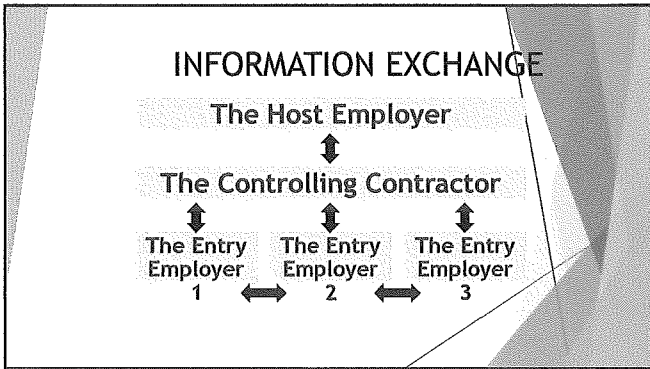 INFORMATION EXCHANGE
The Host Employer
The Controlling Contractor
The Entry
Employer
1
The Entry
Employer
2
The Entry
Employer
3